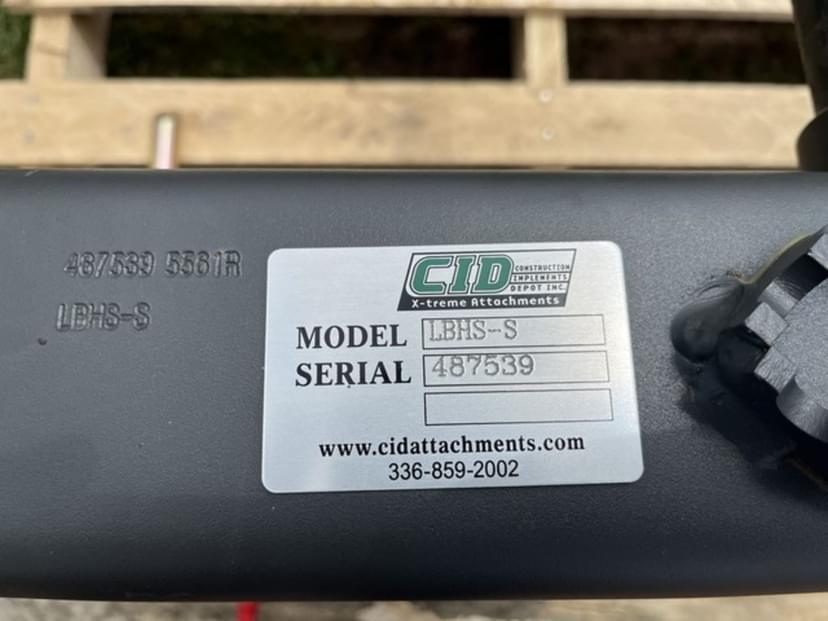 487539 5561R
LBHS-S
CID
CONSTRUCTION
IMPLEMENTS
DEPOT INC.
X-treme Attachments
MODEL LBHS-S
SERIAL 487539
www.cidattachments.com
336-859-2002